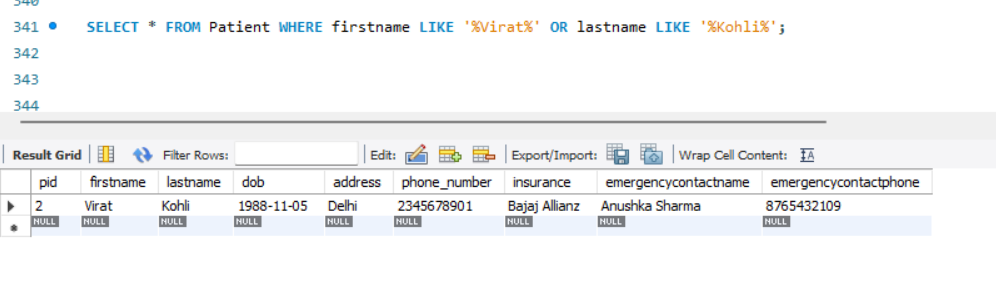 340
341 SELECT * FROM Patient WHERE firstname LIKE '%Virat%' OR lastname LIKE '%Kohli%';
342
343
344
Result Grid Filter Rows: Edit: Export/Import: Wrap Cell Content: IA
pid firstname lastname dob address phone_number insurance emergencycontactname emergencycontactphone
2 Virat Kohli 1988-11-05 Delhi 2345678901 Bajaj Allianz Anushka Sharma 8765432109
NULL NULL NULL NULL NULL NULL NULL NULL NULL